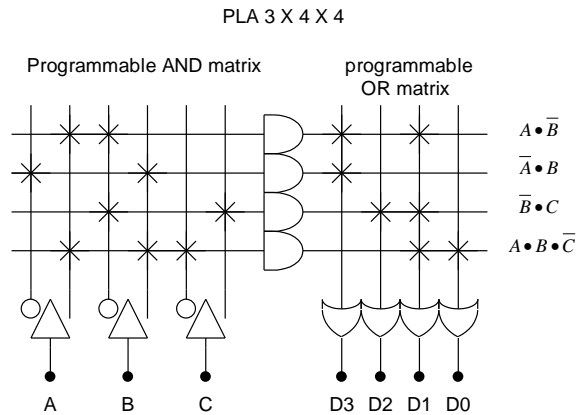 PLA 3 X 4 X 4
Programmable AND matrix
programmable
OR matrix
A • B̅
A̅ • B
B̅ • C
A • B • C̅
A B C D3 D2 D1 D0